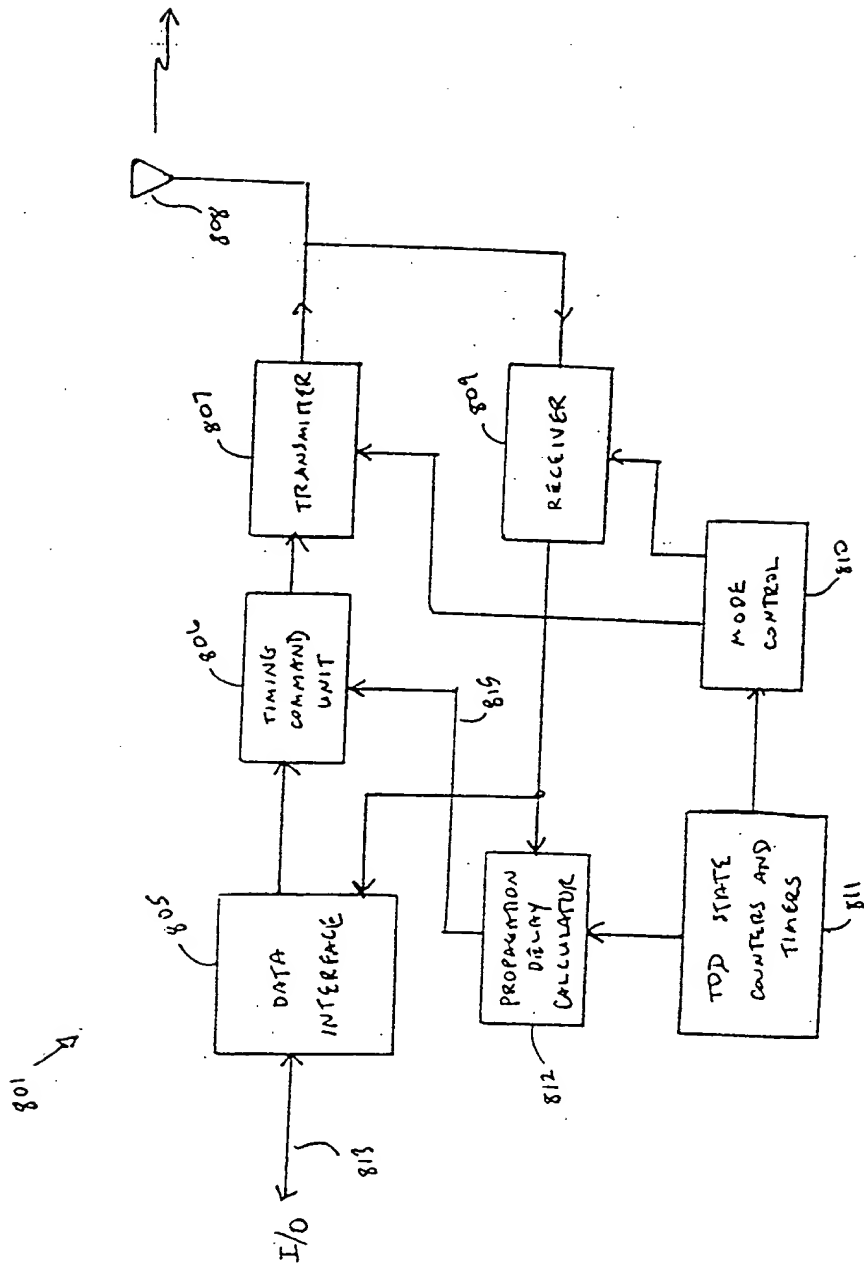 801
I/O
813
805
DATA
INTERFACE
806
TIMING
COMMAND
UNIT
807
TRANSMITTER
808
815
809
RECEIVER
812
PROPAGATION
DELAY
CALCULATOR
811
TDD STATE
COUNTERS AND
TIMERS
810
MODE
CONTROL